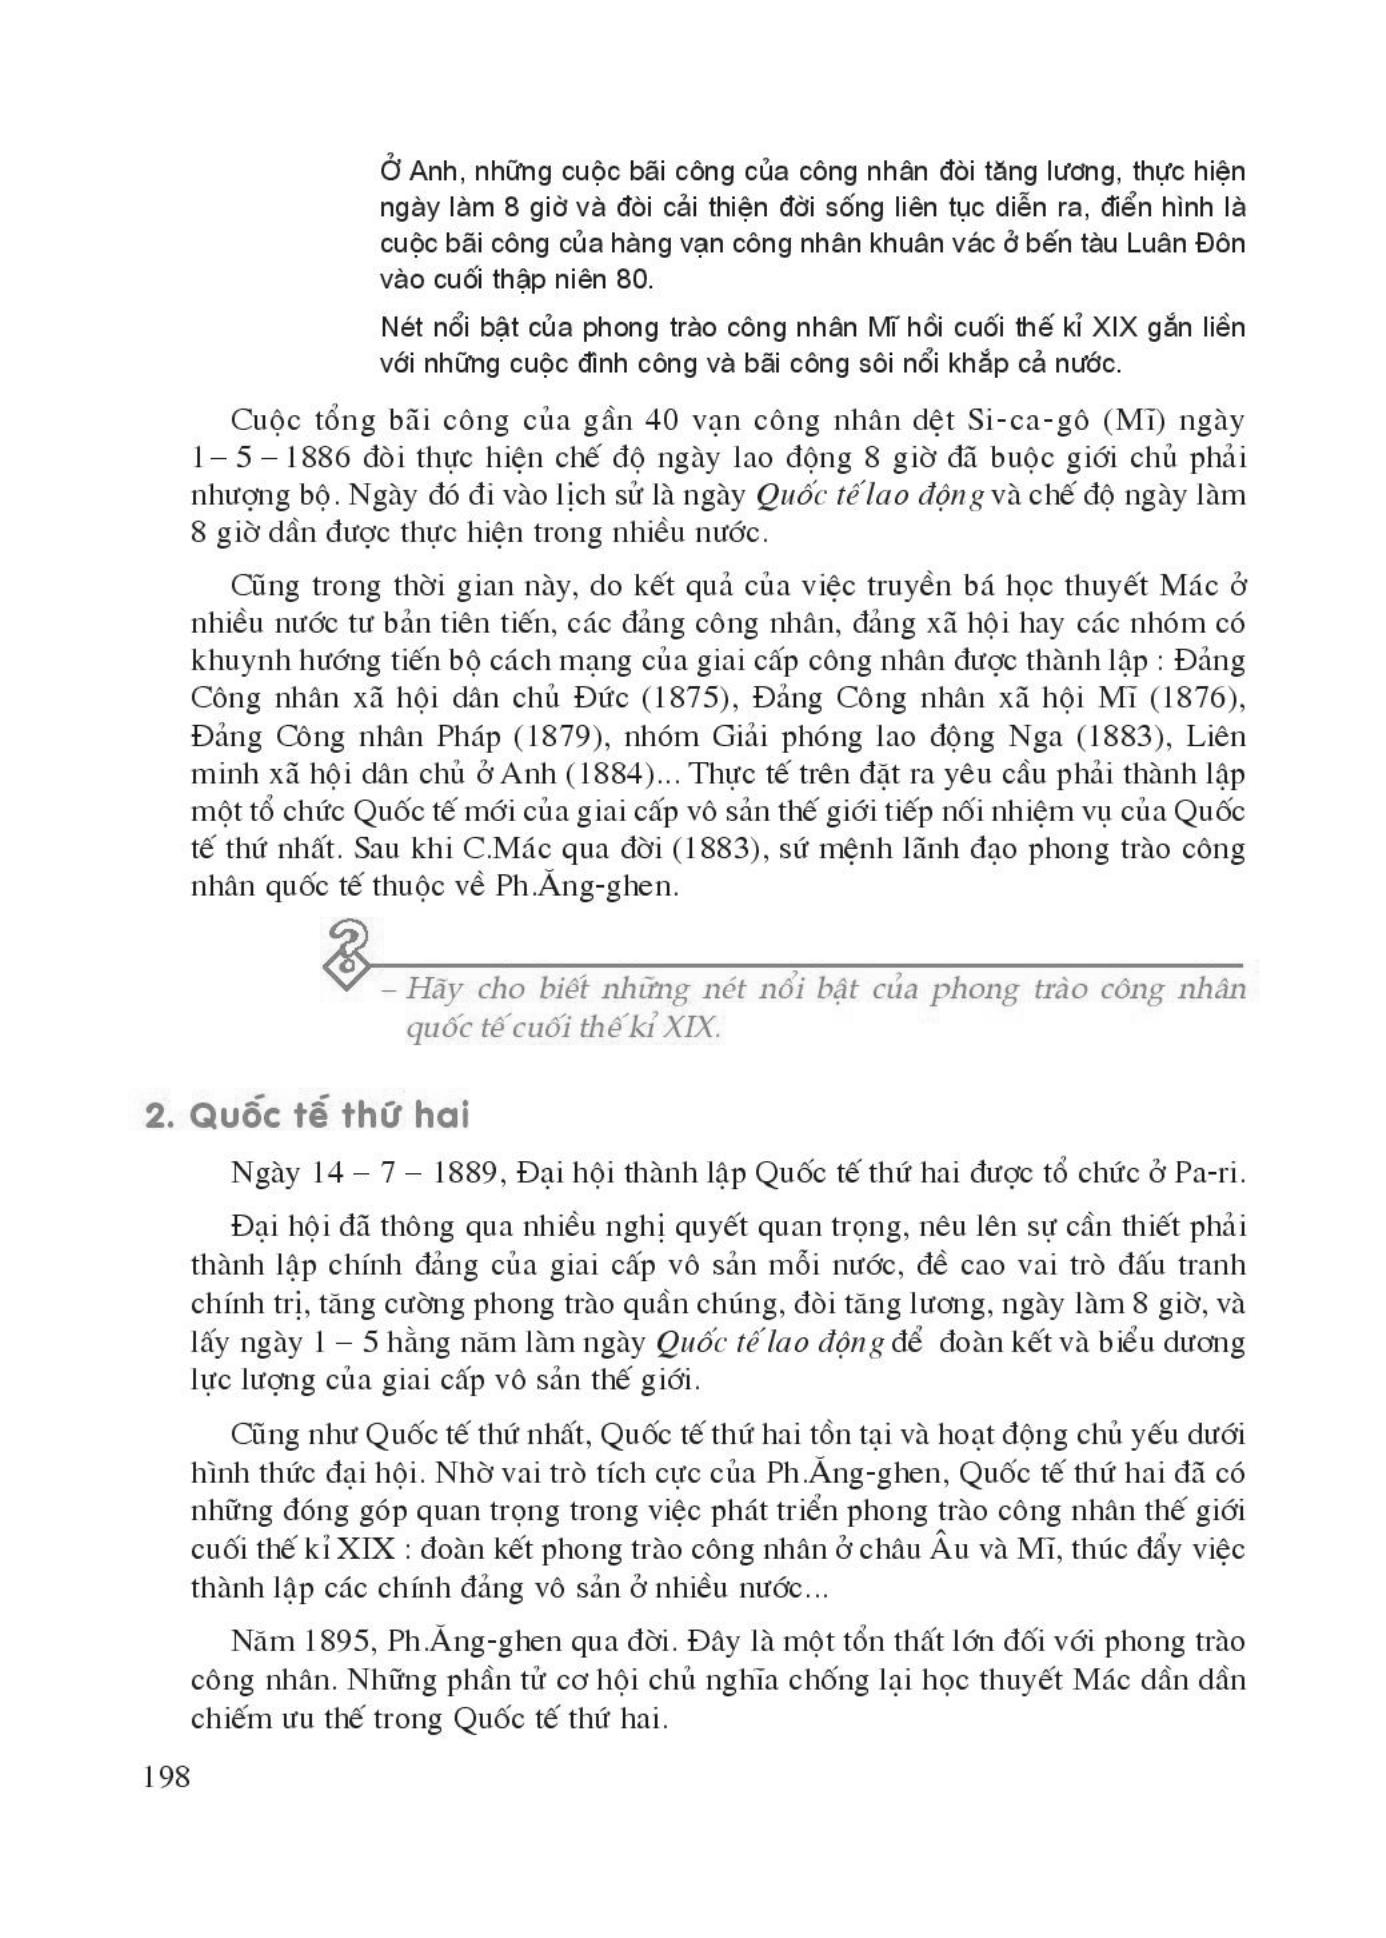 Ở Anh, những cuộc bãi công của công nhân đòi tăng lương, thực hiện
ngày làm 8 giờ và đòi cải thiện đời sống liên tục diễn ra, điển hình là
cuộc bãi công của hàng vạn công nhân khuân vác ở bến tàu Luân Đôn
vào cuối thập niên 80.
Nét nổi bật của phong trào công nhân Mĩ hồi cuối thế kỉ XIX gắn liền
với những cuộc đình công và bãi công sôi nổi khắp cả nước.
Cuộc tổng bãi công của gần 40 vạn công nhân dệt Si-ca-gô (Mĩ) ngày
1 – 5 – 1886 đòi thực hiện chế độ ngày lao động 8 giờ đã buộc giới chủ phải
nhượng bộ. Ngày đó đi vào lịch sử là ngày Quốc tế lao động và chế độ ngày làm
8 giờ dần được thực hiện trong nhiều nước.
Cũng trong thời gian này, do kết quả của việc truyền bá học thuyết Mác ở
nhiều nước tư bản tiên tiến, các đảng công nhân, đảng xã hội hay các nhóm có
khuynh hướng tiến bộ cách mạng của giai cấp công nhân được thành lập : Đảng
Công nhân xã hội dân chủ Đức (1875), Đảng Công nhân xã hội Mĩ (1876),
Đảng Công nhân Pháp (1879), nhóm Giải phóng lao động Nga (1883), Liên
minh xã hội dân chủ ở Anh (1884)... Thực tế trên đặt ra yêu cầu phải thành lập
một tổ chức Quốc tế mới của giai cấp vô sản thế giới tiếp nối nhiệm vụ của Quốc
tế thứ nhất. Sau khi C.Mác qua đời (1883), sứ mệnh lãnh đạo phong trào công
nhân quốc tế thuộc về Ph.Ăng-ghen.
– Hãy cho biết những nét nổi bật của phong trào công nhân
quốc tế cuối thế kỉ XIX.
2. Quốc tế thứ hai
Ngày 14 – 7 – 1889, Đại hội thành lập Quốc tế thứ hai được tổ chức ở Pa-ri.
Đại hội đã thông qua nhiều nghị quyết quan trọng, nêu lên sự cần thiết phải
thành lập chính đảng của giai cấp vô sản mỗi nước, đề cao vai trò đấu tranh
chính trị, tăng cường phong trào quần chúng, đòi tăng lương, ngày làm 8 giờ, và
lấy ngày 1 – 5 hằng năm làm ngày Quốc tế lao động để đoàn kết và biểu dương
lực lượng của giai cấp vô sản thế giới.
Cũng như Quốc tế thứ nhất, Quốc tế thứ hai tồn tại và hoạt động chủ yếu dưới
hình thức đại hội. Nhờ vai trò tích cực của Ph.Ăng-ghen, Quốc tế thứ hai đã có
những đóng góp quan trọng trong việc phát triển phong trào công nhân thế giới
cuối thế kỉ XIX : đoàn kết phong trào công nhân ở châu Âu và Mĩ, thúc đẩy việc
thành lập các chính đảng vô sản ở nhiều nước...
Năm 1895, Ph.Ăng-ghen qua đời. Đây là một tổn thất lớn đối với phong trào
công nhân. Những phần tử cơ hội chủ nghĩa chống lại học thuyết Mác dần dần
chiếm ưu thế trong Quốc tế thứ hai.
198